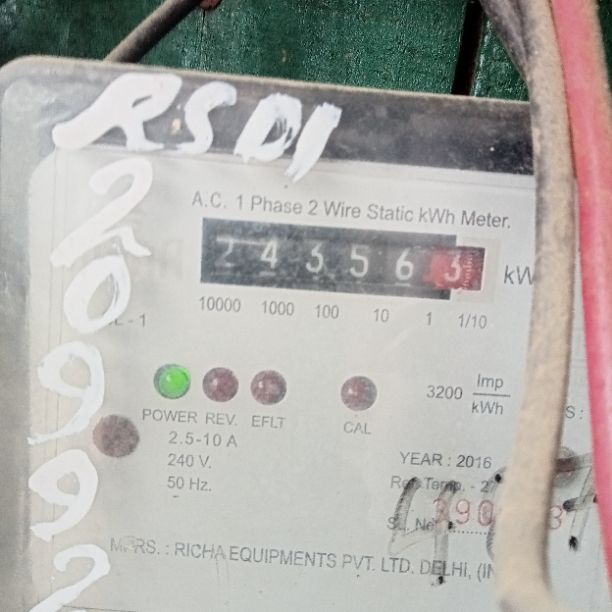 RSDI
20992
A.C. 1 Phase 2 Wire Static kWh Meter.
2 4 3 5 6 3
10000 1000 100 10 1 1/10
3200 Imp/kWh
POWER REV. EFLT CAL
2.5-10 A
240 V.
50 Hz.
YEAR : 2016
M/RS. : RICHA EQUIPMENTS PVT. LTD. DELHI,